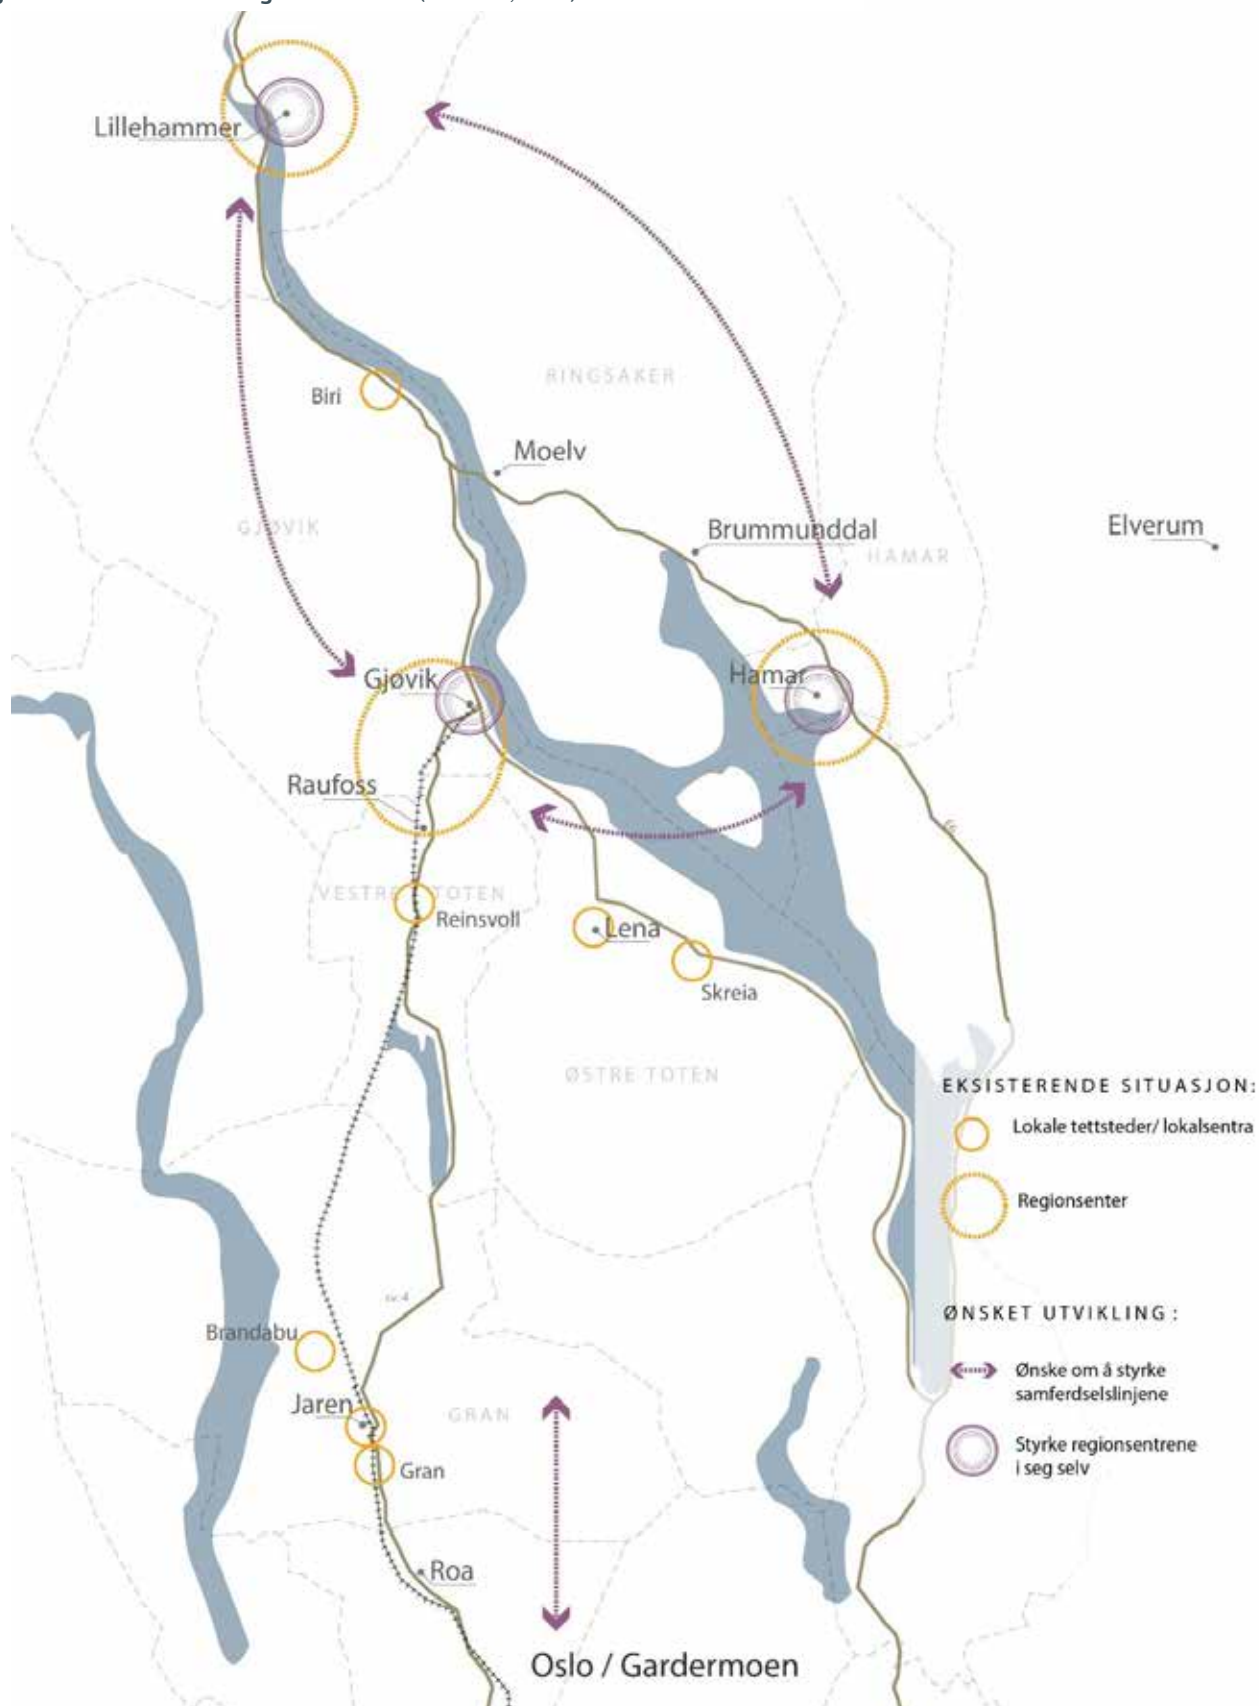 Lillehammer
RINGSAKER
Biri
Moelv
GJØVIK
Brummunddal
Elverum
HAMAR
Gjøvik
Hamar
Raufoss
VESTRE TOTEN
Reinsvoll
Lena
Skreia
ØSTRE TOTEN
EKSISTERENDE SITUASJON:
Lokale tettsteder/ lokalsentra
Regionsenter
rv. 4
ØNSKET UTVIKLING :
Brandabu
Ønske om å styrke
samferdselslinjene
Jaren
GRAN
Styrke regionsentrene
i seg selv
Gran
Roa
Oslo / Gardermoen